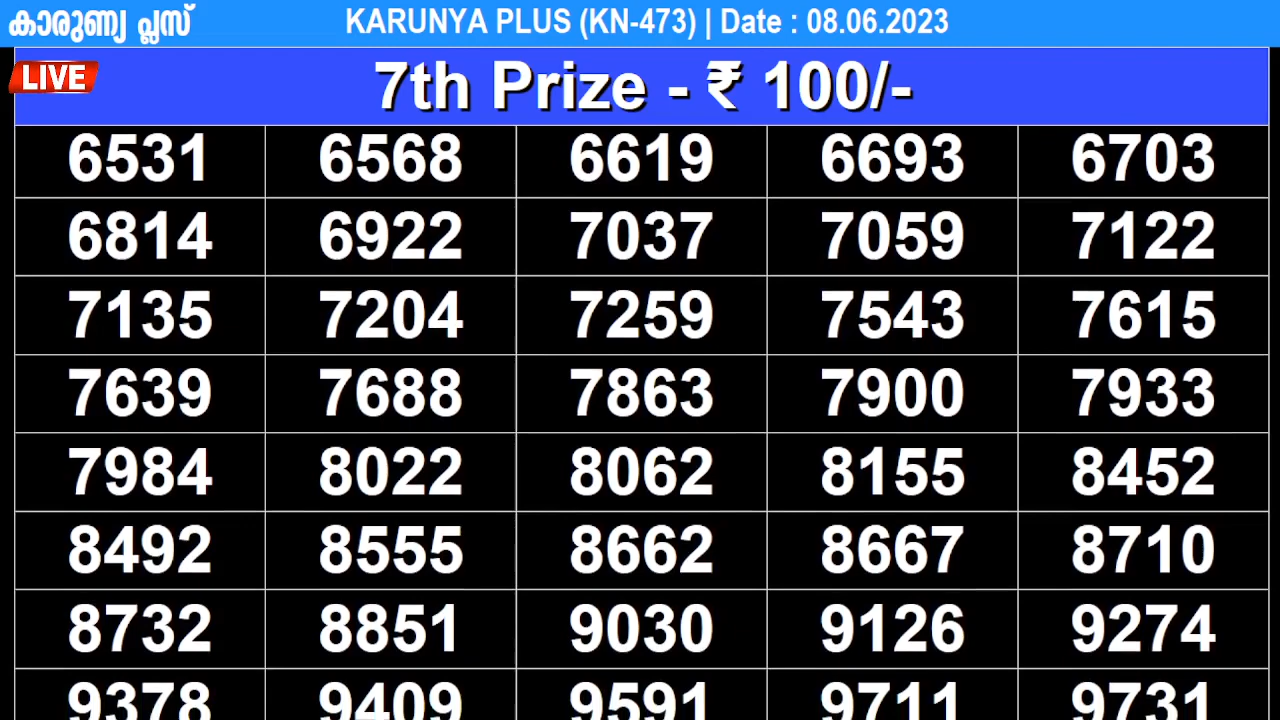 കാരുണ്യ പ്ലസ് KARUNYA PLUS (KN-473) | Date : 08.06.2023
LIVE
7th Prize - ₹ 100/-
6531 6568 6619 6693 6703
6814 6922 7037 7059 7122
7135 7204 7259 7543 7615
7639 7688 7863 7900 7933
7984 8022 8062 8155 8452
8492 8555 8662 8667 8710
8732 8851 9030 9126 9274
9378 9409 9591 9711 9731